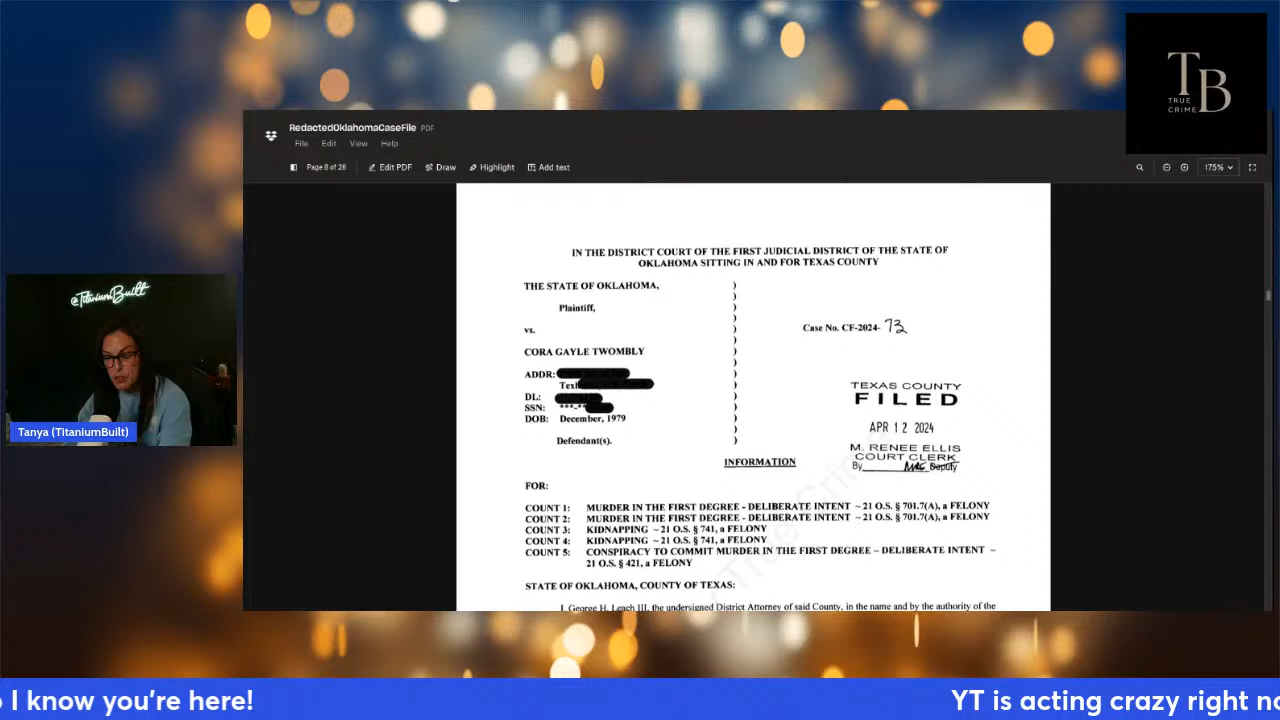 TB
TRUE
CRIME
RedactedOklahomaCaseFile PDF
File Edit View Help
Page 8 of 28 Edit PDF Draw Highlight Add text 175%
IN THE DISTRICT COURT OF THE FIRST JUDICIAL DISTRICT OF THE STATE OF
OKLAHOMA SITTING IN AND FOR TEXAS COUNTY
THE STATE OF OKLAHOMA, )
Plaintiff,
vs.
Case No. CF-2024- 73
CORA GAYLE TWOMBLY
ADDR:
DL:
SSN: ***-**
DOB: December, 1979
Defendant(s).
TEXAS COUNTY
FILED
APR 12 2024
M. RENEE ELLIS
COURT CLERK
By Deputy
INFORMATION
FOR:
COUNT 1: MURDER IN THE FIRST DEGREE - DELIBERATE INTENT ~ 21 O.S. § 701.7(A), a FELONY
COUNT 2: MURDER IN THE FIRST DEGREE - DELIBERATE INTENT ~ 21 O.S. § 701.7(A), a FELONY
COUNT 3: KIDNAPPING ~ 21 O.S. § 741, a FELONY
COUNT 4: KIDNAPPING ~ 21 O.S. § 741, a FELONY
COUNT 5: CONSPIRACY TO COMMIT MURDER IN THE FIRST DEGREE – DELIBERATE INTENT ~
21 O.S. § 421, a FELONY
STATE OF OKLAHOMA, COUNTY OF TEXAS:
I, George H. Leach III, the undersigned District Attorney of said County, in the name and by the authority of the
@TitaniumBuilt
Tanya (TitaniumBuilt)
I know you're here!
YT is acting crazy right